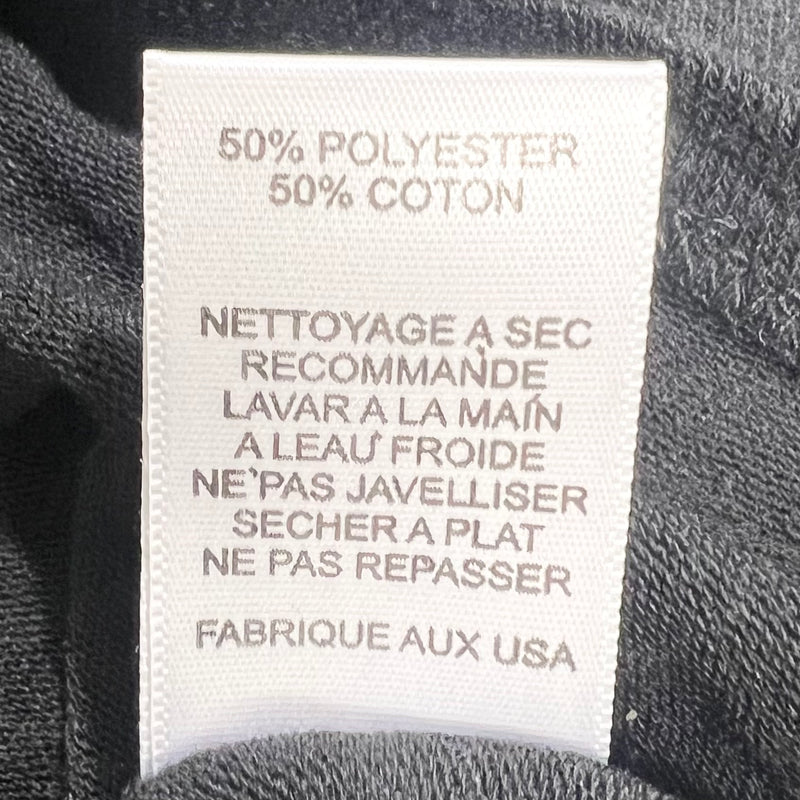 50% POLYESTER
50% COTON
NETTOYAGE A SEC
RECOMMANDE
LAVAR A LA MAIN
A LEAU FROIDE
NE'PAS JAVELLISER
SECHER A PLAT
NE PAS REPASSER
FABRIQUE AUX USA